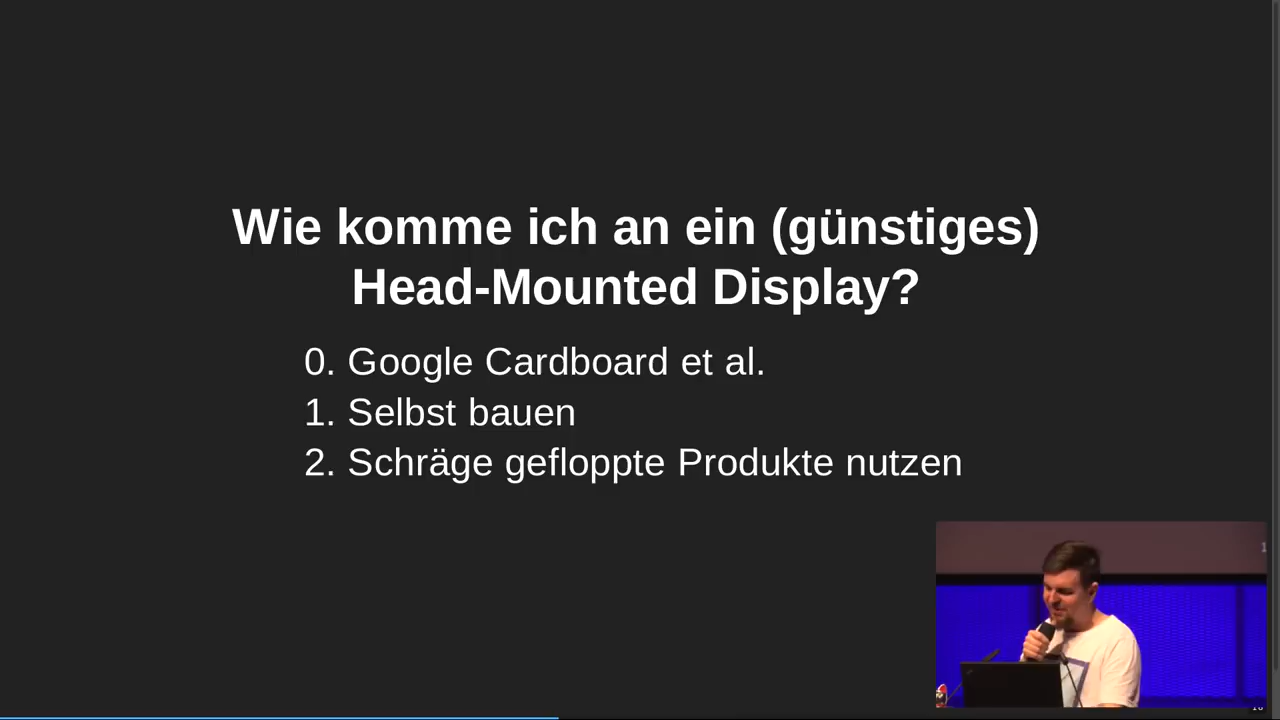 Wie komme ich an ein (günstiges)
Head-Mounted Display?
0. Google Cardboard et al.
1. Selbst bauen
2. Schräge gefloppte Produkte nutzen